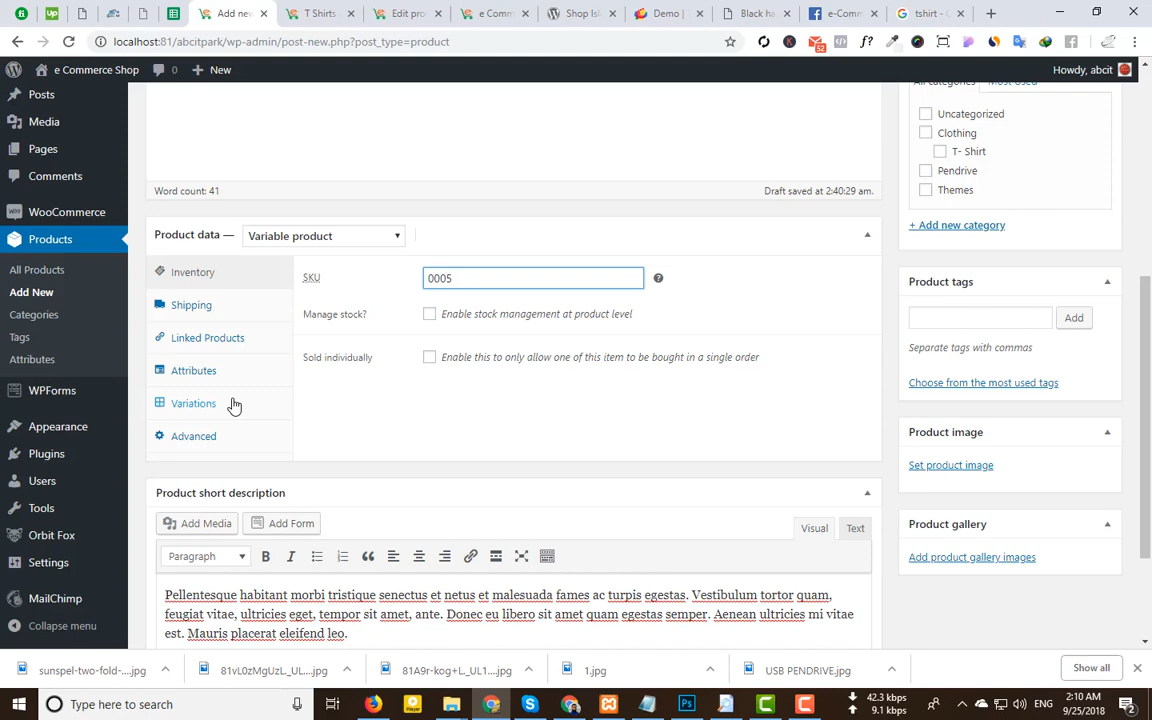 Add new
T Shirts
Edit pro
e Comm
Shop Isl
Demo |
Black ha
e-Comm
tshirt - G
localhost:81/abcitpark/wp-admin/post-new.php?post_type=product
52
f?
e Commerce Shop
0
New
Howdy, abcit
Posts
Media
Pages
Comments
WooCommerce
Products
All Products
Add New
Categories
Tags
Attributes
WPForms
Appearance
Plugins
Users
Tools
Orbit Fox
Settings
MailChimp
Collapse menu
Word count: 41
Draft saved at 2:40:29 am.
Product data —
Variable product
Inventory
Shipping
Linked Products
Attributes
Variations
Advanced
SKU
0005
Manage stock?
Enable stock management at product level
Sold individually
Enable this to only allow one of this item to be bought in a single order
Product short description
Add Media
Add Form
Visual
Text
Paragraph
B
I
Pellentesque habitant morbi tristique senectus et netus et malesuada fames ac turpis egestas. Vestibulum tortor quam,
feugiat vitae, ultricies eget, tempor sit amet, ante. Donec eu libero sit amet quam egestas semper. Aenean ultricies mi vitae
est. Mauris placerat eleifend leo.
All categories
Most Used
Uncategorized
Clothing
T- Shirt
Pendrive
Themes
+ Add new category
Product tags
Add
Separate tags with commas
Choose from the most used tags
Product image
Set product image
Product gallery
Add product gallery images
sunspel-two-fold-....jpg
81vL0zMgUzL._UL....jpg
81A9r-kog+L._UL1....jpg
1.jpg
USB PENDRIVE.jpg
Show all
Type here to search
42.3 kbps
9.1 kbps
ENG
2:10 AM
9/25/2018
2